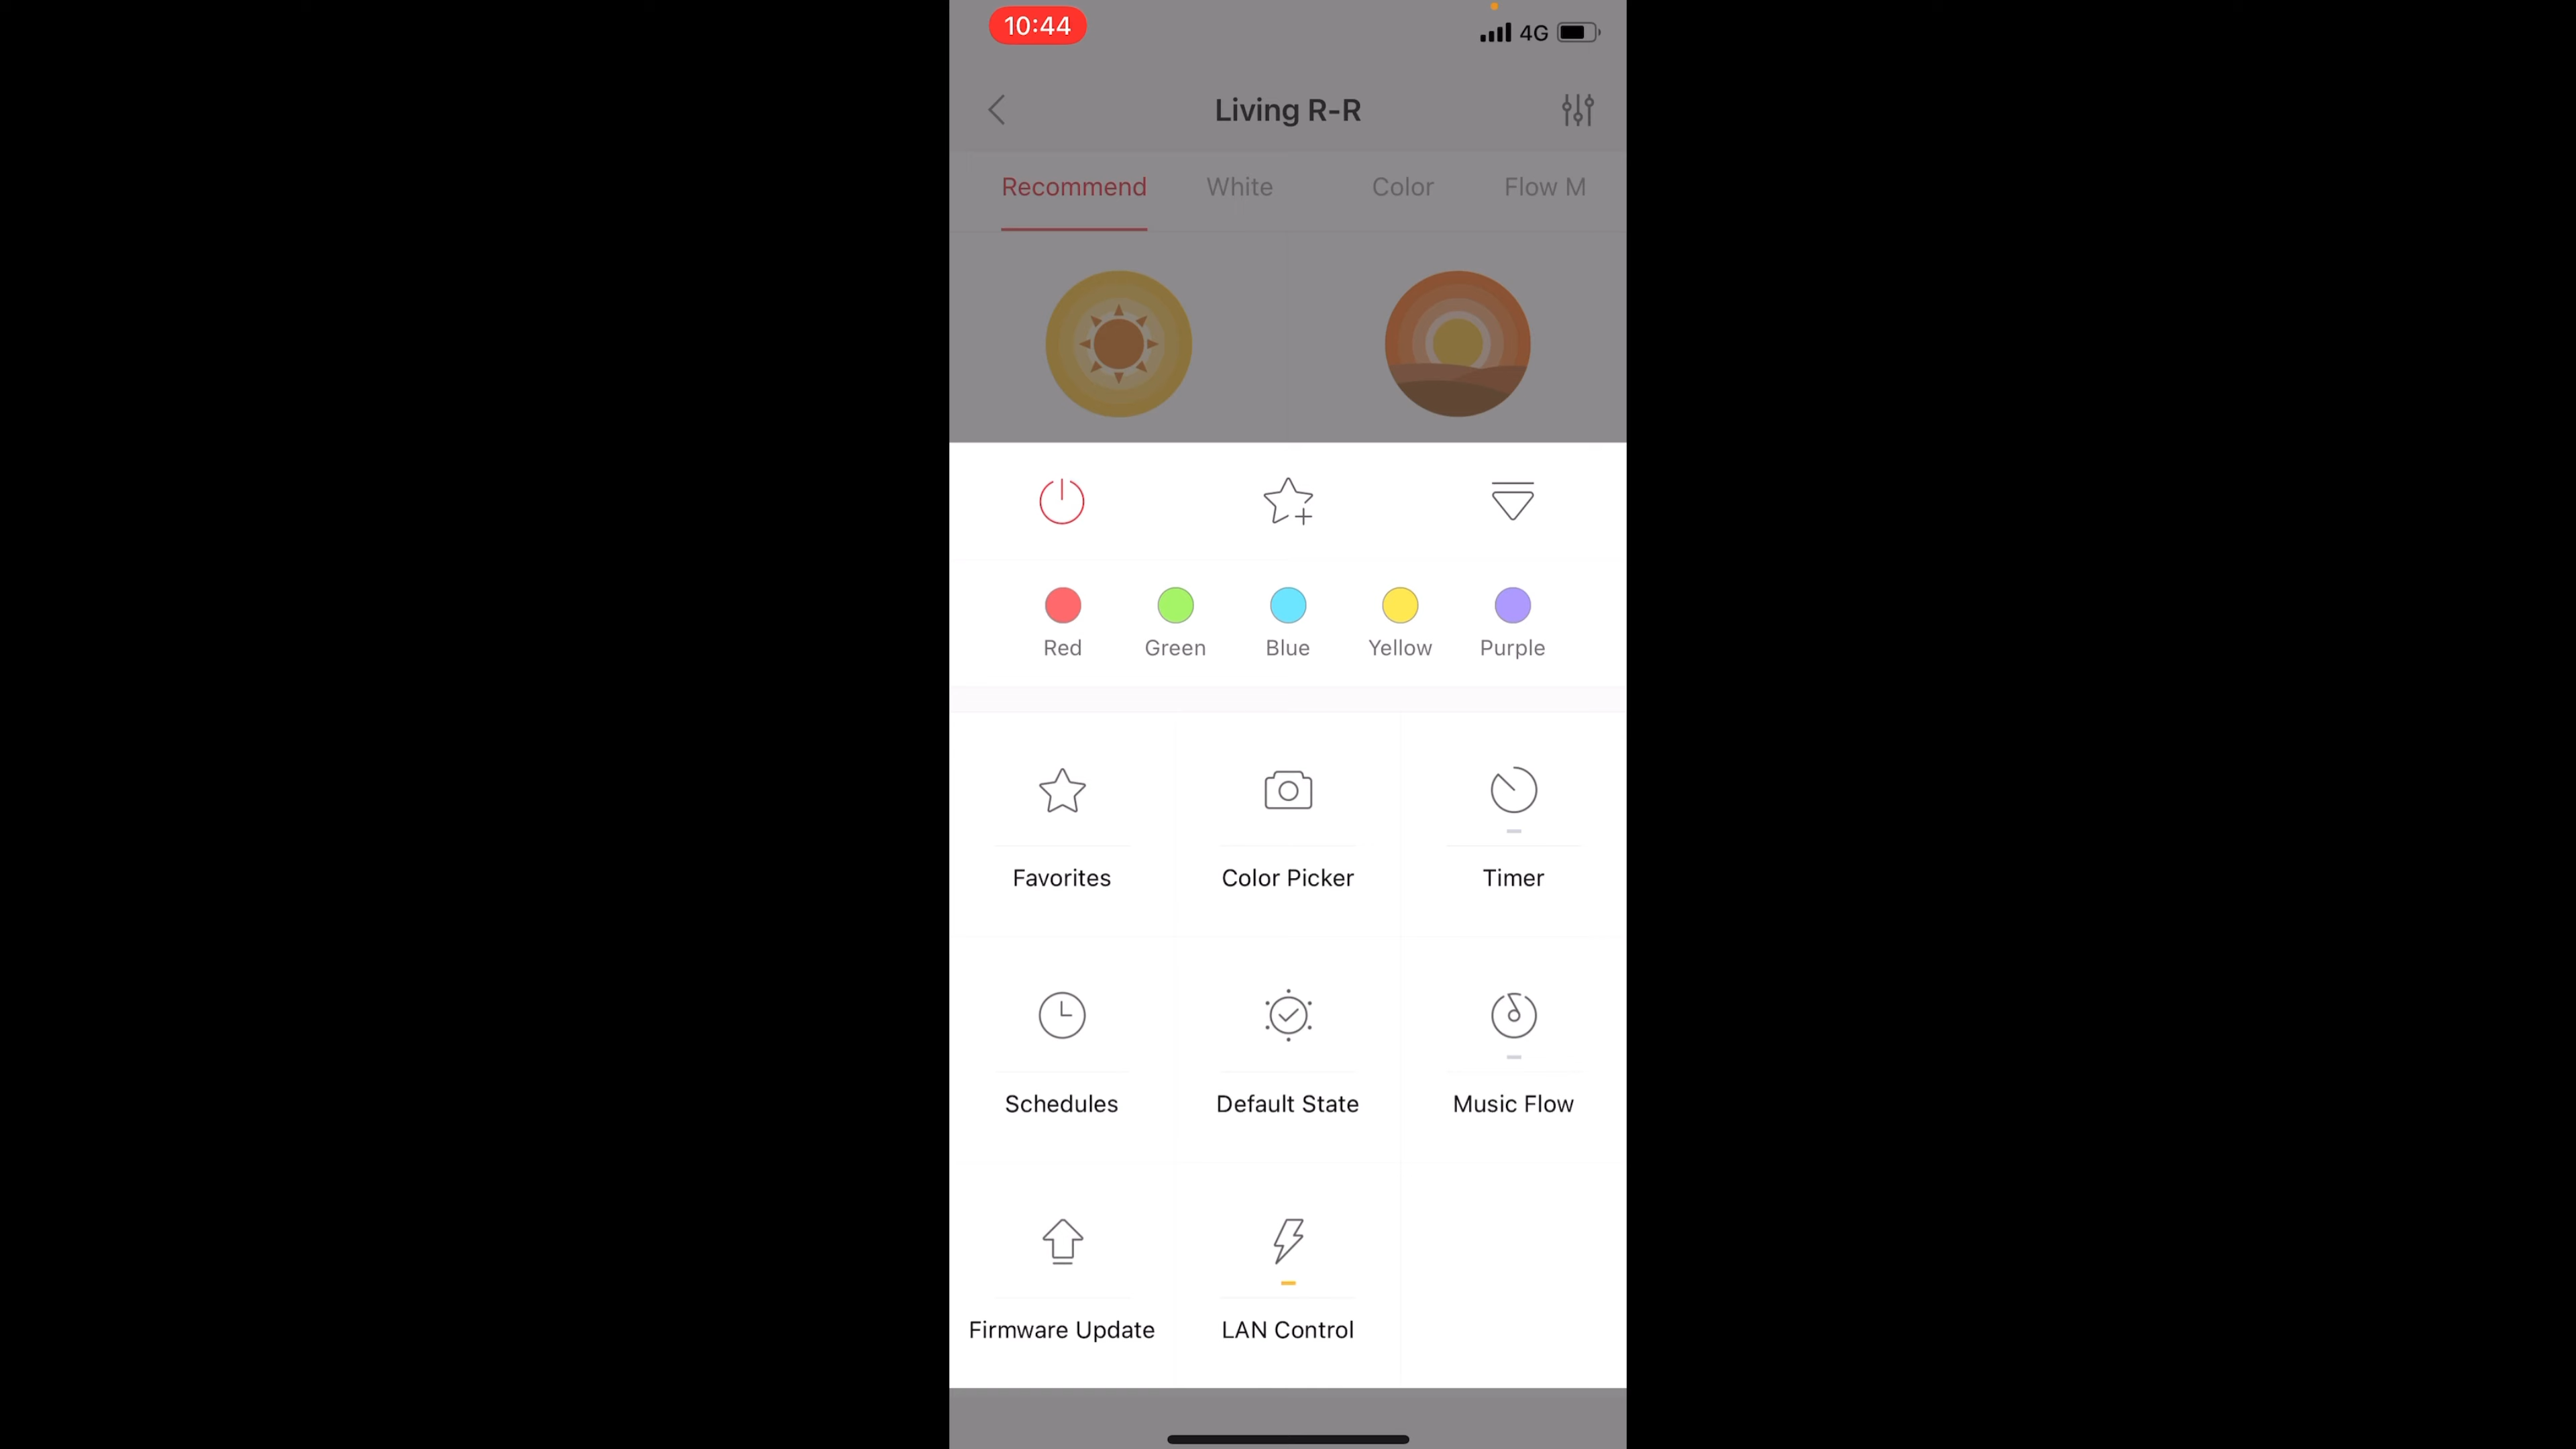 10:44
4G
Living R-R
Recommend White Color Flow M
Red Green Blue Yellow Purple
Favorites Color Picker Timer
Schedules Default State Music Flow
Firmware Update LAN Control